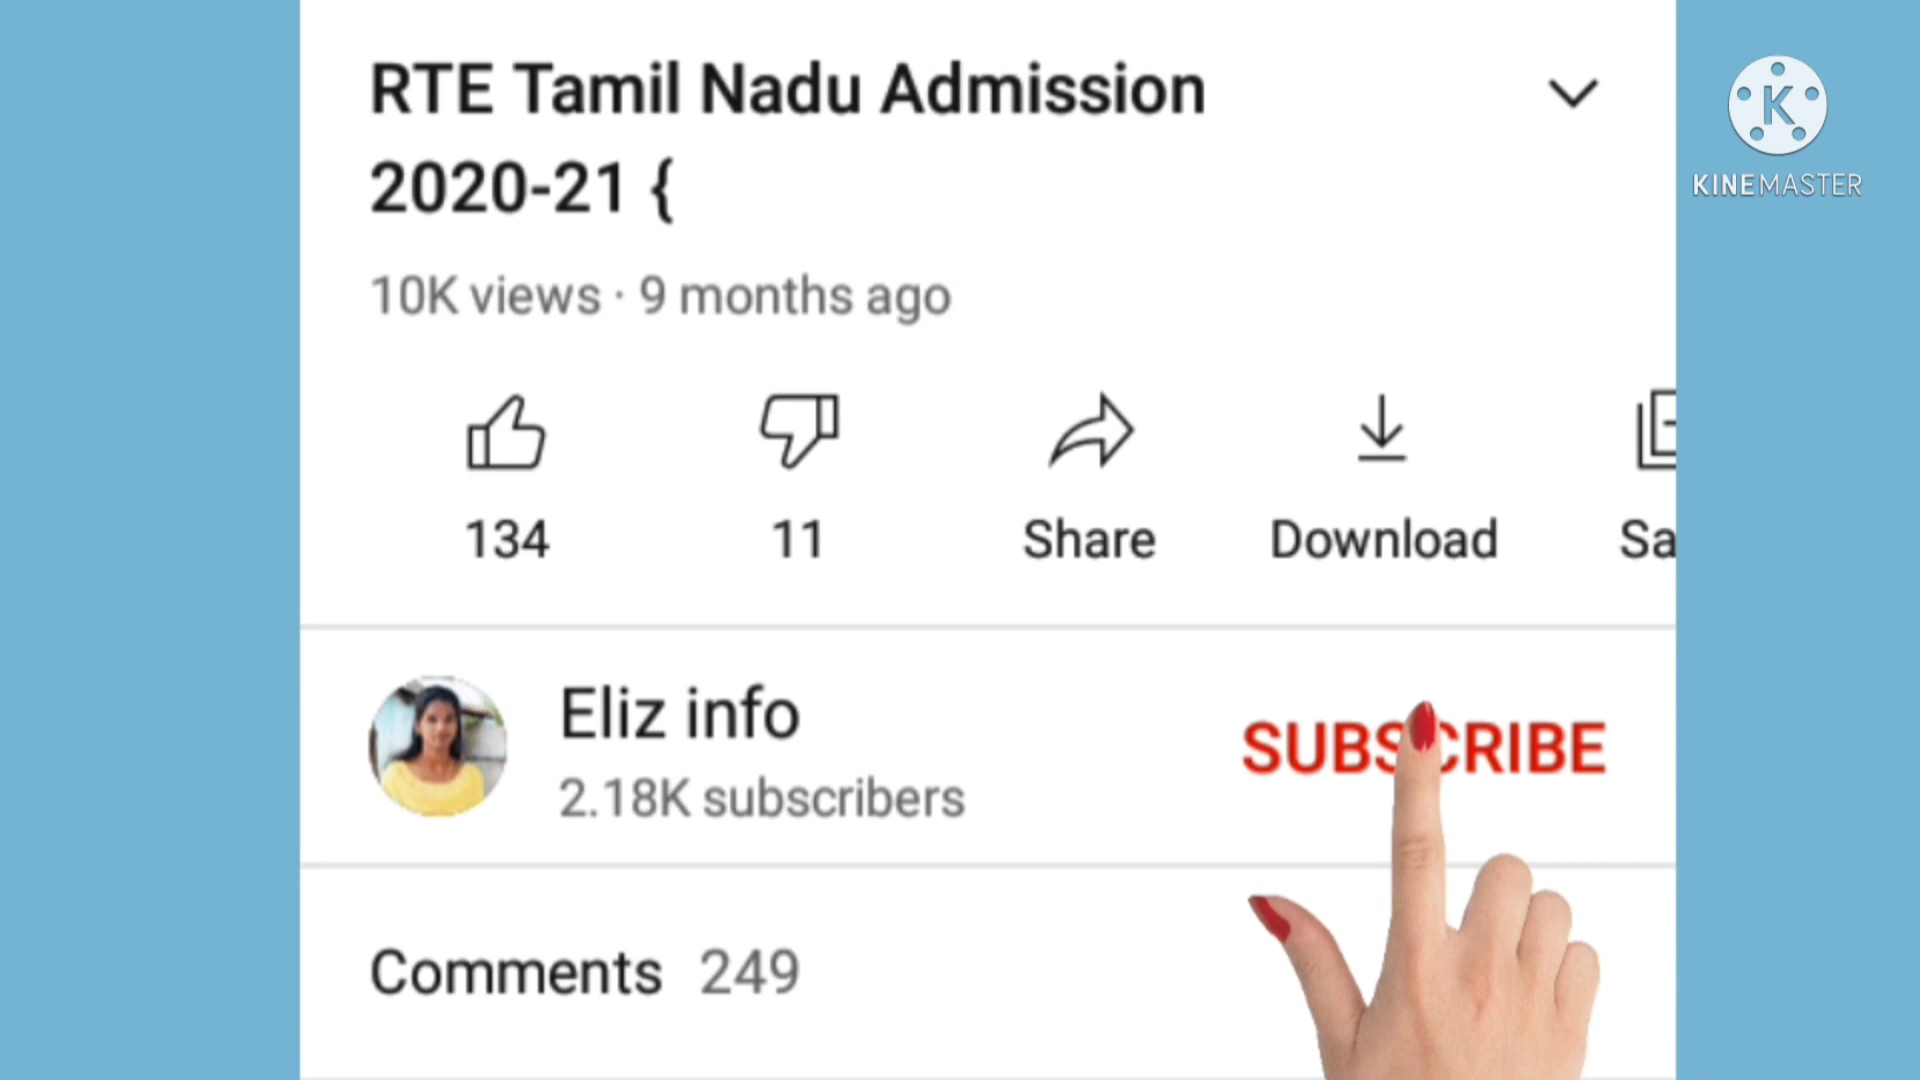 RTE Tamil Nadu Admission
2020-21 {
10K views · 9 months ago
134
11
Share
Download
Sa
Eliz info
2.18K subscribers
SUBSCRIBE
Comments 249
K
KINEMASTER